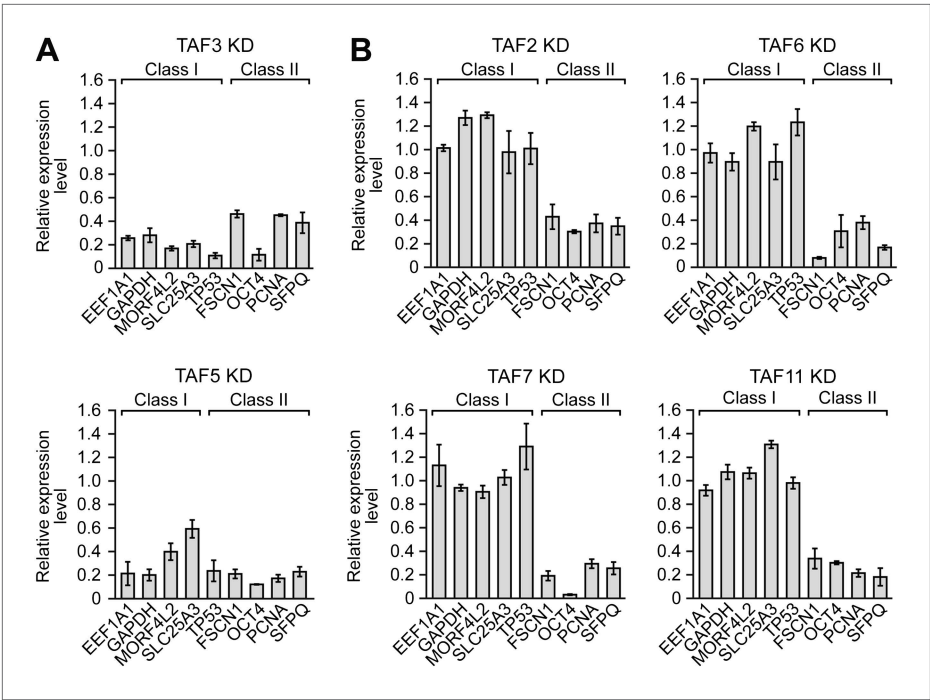 A
TAF3 KD
Class I
Class II
1.6
1.4
1.2
1.0
0.8
0.6
0.4
0.2
0
Relative expression
level
EEF1A1
GAPDH
MORF4L2
SLC25A3
TP53
FSCN1
OCT4
PCNA
SFPQ
B
TAF2 KD
Class I
Class II
1.6
1.4
1.2
1.0
0.8
0.6
0.4
0.2
0
Relative expression
level
EEF1A1
GAPDH
MORF4L2
SLC25A3
TP53
FSCN1
OCT4
PCNA
SFPQ
TAF6 KD
Class I
Class II
1.6
1.4
1.2
1.0
0.8
0.6
0.4
0.2
0
EEF1A1
GAPDH
MORF4L2
SLC25A3
TP53
FSCN1
OCT4
PCNA
SFPQ
TAF5 KD
Class I
Class II
1.6
1.4
1.2
1.0
0.8
0.6
0.4
0.2
0
Relative expression
level
EEF1A1
GAPDH
MORF4L2
SLC25A3
TP53
FSCN1
OCT4
PCNA
SFPQ
TAF7 KD
Class I
Class II
1.6
1.4
1.2
1.0
0.8
0.6
0.4
0.2
0
Relative expression
level
EEF1A1
GAPDH
MORF4L2
SLC25A3
TP53
FSCN1
OCT4
PCNA
SFPQ
TAF11 KD
Class I
Class II
1.6
1.4
1.2
1.0
0.8
0.6
0.4
0.2
0
EEF1A1
GAPDH
MORF4L2
SLC25A3
TP53
FSCN1
OCT4
PCNA
SFPQ